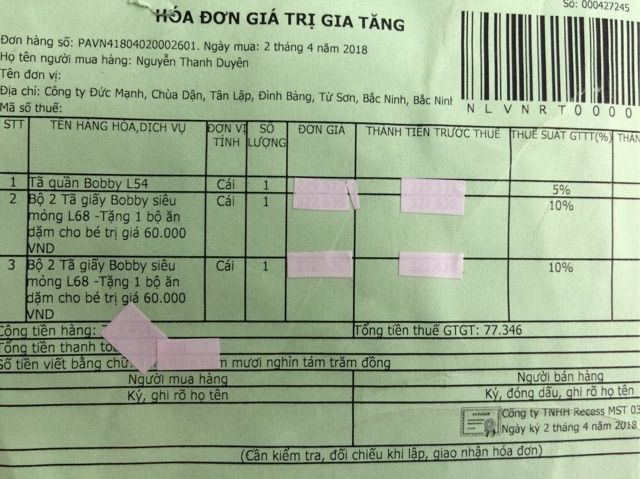 Số: 000427245
HÓA ĐƠN GIÁ TRỊ GIA TĂNG
Đơn hàng số: PAVN41804020002601. Ngày mua: 2 tháng 4 năm 2018
Họ tên người mua hàng: Nguyễn Thanh Duyên
Tên đơn vị:
Địa chỉ: Công ty Đức Mạnh, Chùa Dận, Tân Lập, Đình Bảng, Từ Sơn, Bắc Ninh, Bắc Ninh
NLVNRT0000
Mã số thuế:
STT TÊN HÀNG HÓA,DỊCH VỤ ĐƠN VỊ TÍNH SỐ LƯỢNG ĐƠN GIÁ THÀNH TIỀN TRƯỚC THUẾ THUẾ SUẤT GTTT(%)
1 Tã quần Bobby L54 Cái 1 5%
2 Bộ 2 Tã giấy Bobby siêu Cái 1 322.636 322.636 10%
mỏng L68 -Tặng 1 bộ ăn
dặm cho bé trị giá 60.000
VND
3 Bộ 2 Tã giấy Bobby siêu Cái 1 322.636 322.636 10%
mỏng L68 -Tặng 1 bộ ăn
dặm cho bé trị giá 60.000
VND
Cộng tiền hàng: Tổng tiền thuế GTGT: 77.346
Tổng tiền thanh
Số tiền viết bằng chữ: mươi nghìn tám trăm đồng
Người mua hàng Người bán hàng
Ký, ghi rõ họ tên Ký, đóng dấu, ghi rõ họ
Công ty TNHH Recess MST 03
Ngày ký 2 tháng 4 năm 2018
(Cần kiểm tra, đối chiếu khi lập, giao nhận hóa đơn)